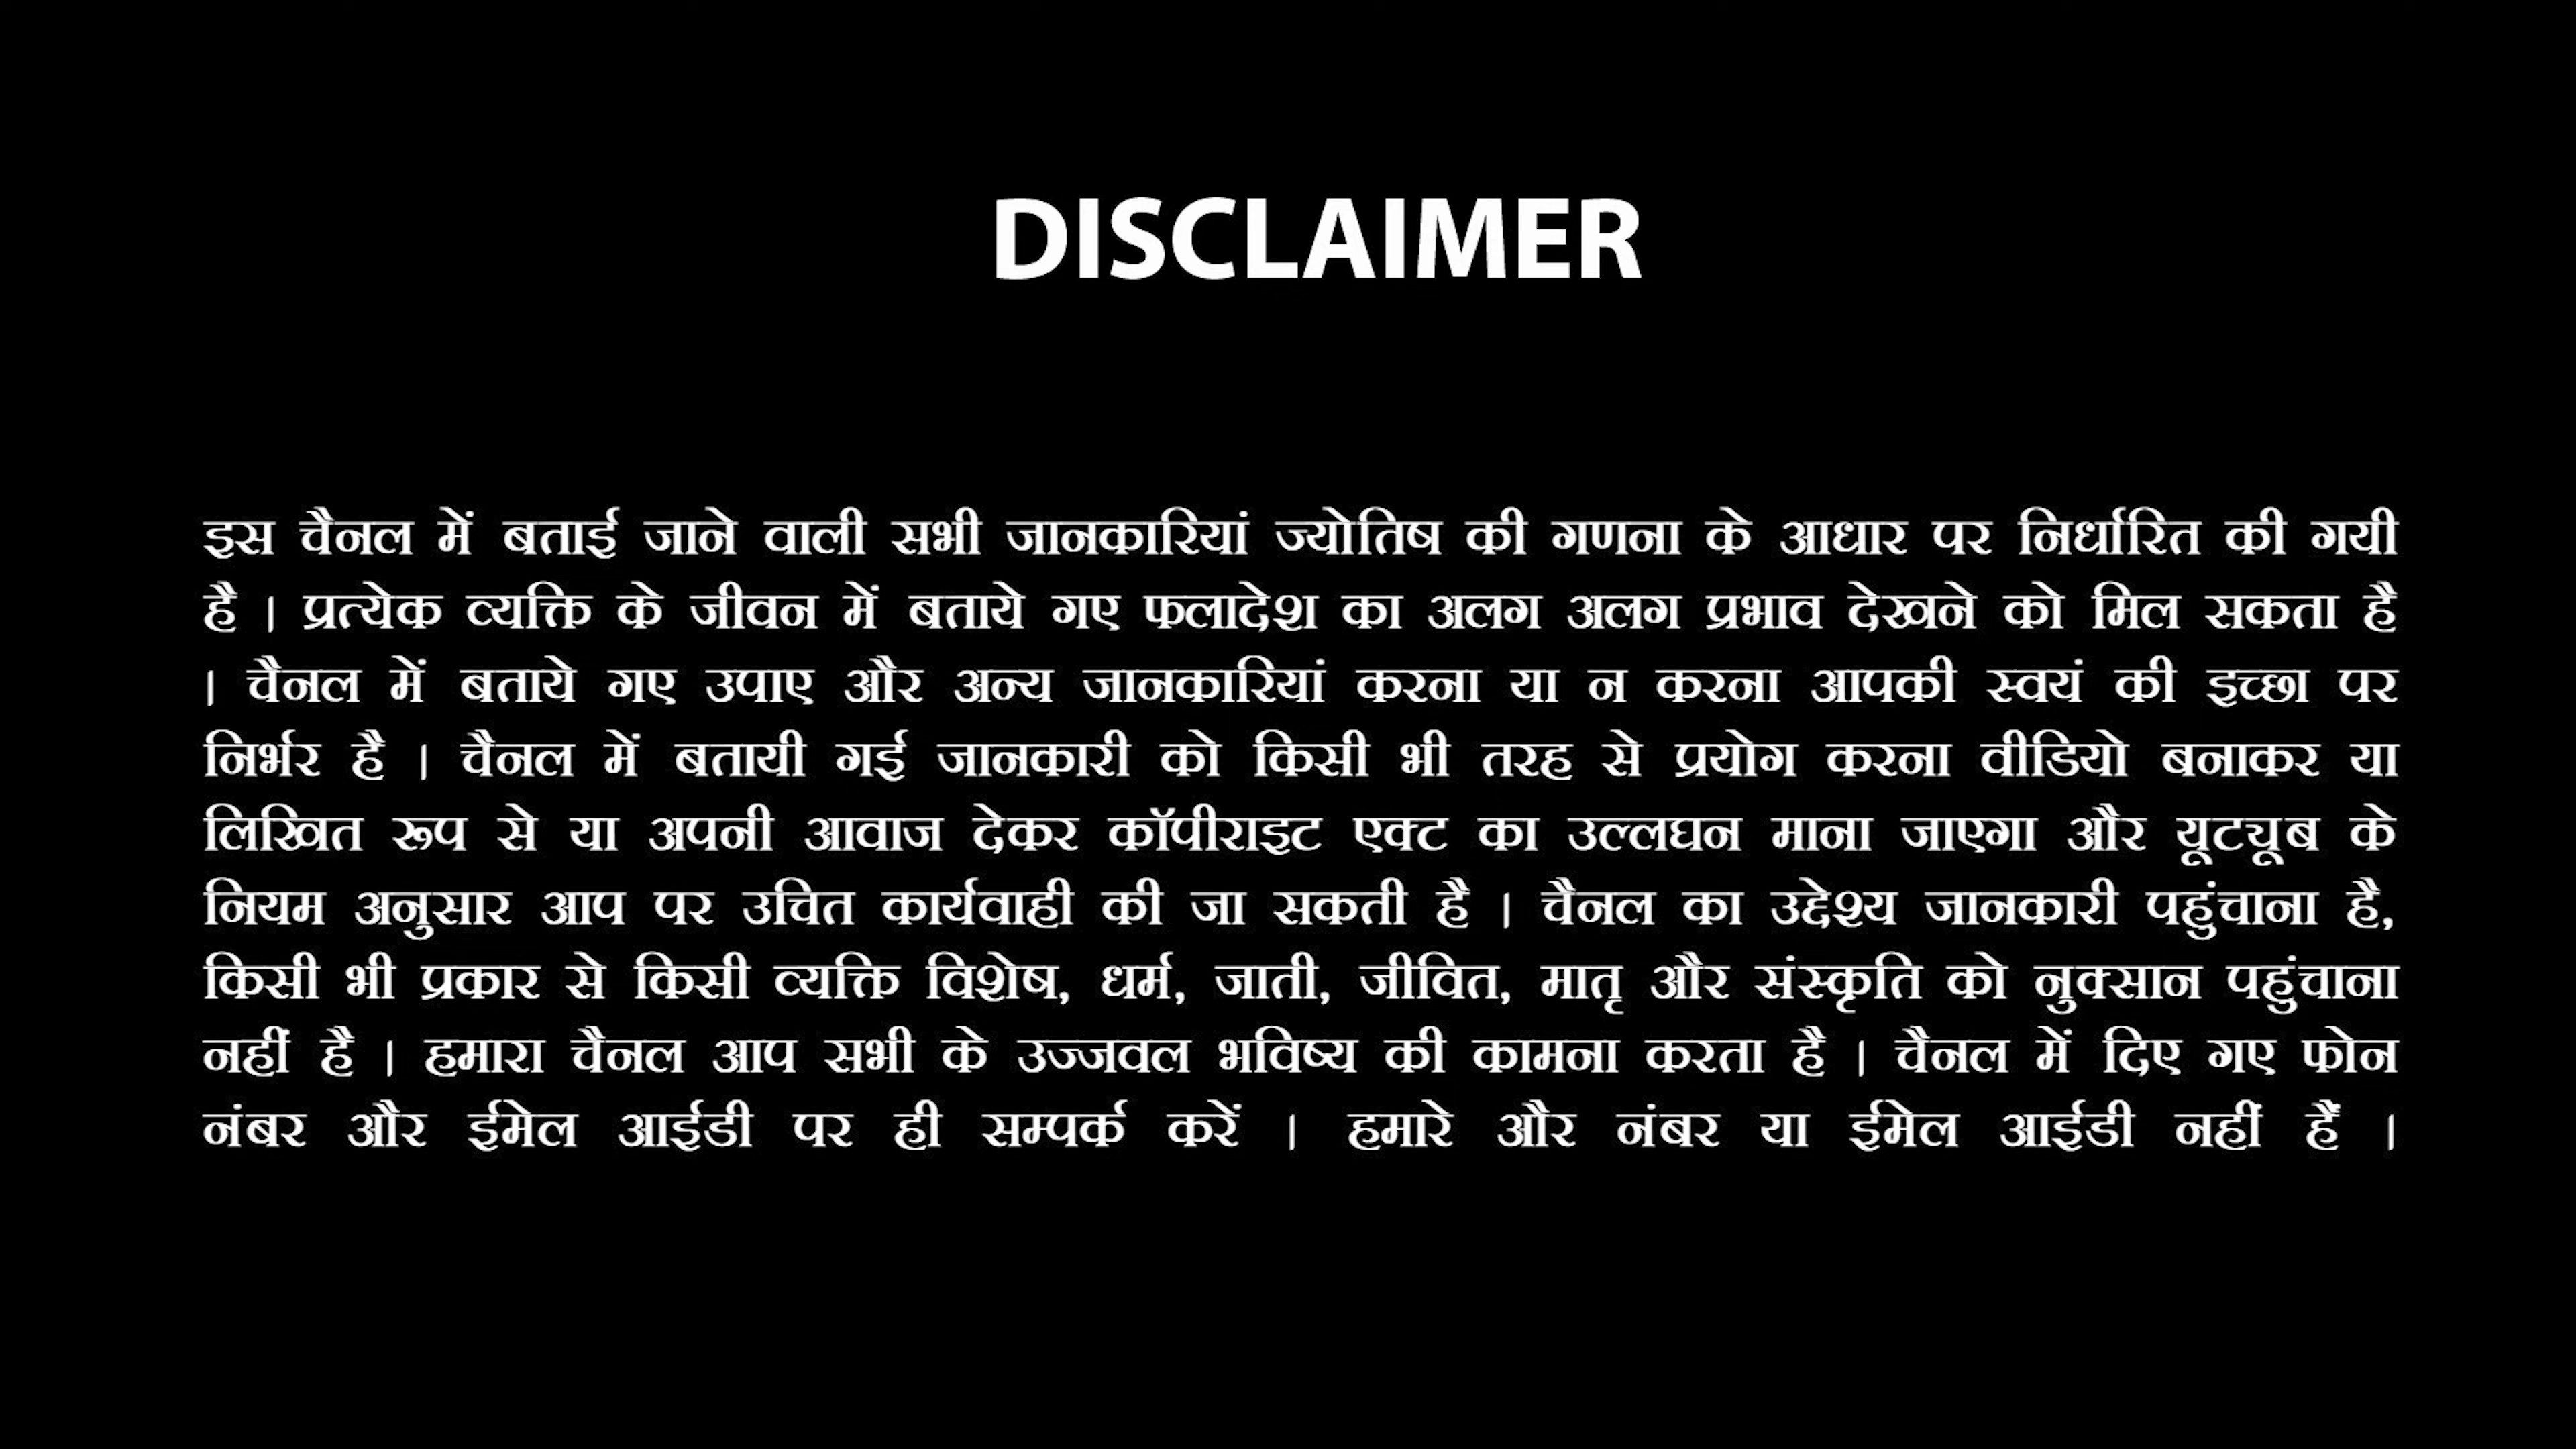 DISCLAIMER
इस चैनल में बताई जाने वाली सभी जानकारियां ज्योतिष की गणना के आधार पर निर्धारित की गयी
है । प्रत्येक व्यक्ति के जीवन में बताये गए फलादेश का अलग अलग प्रभाव देखने को मिल सकता है
। चैनल में बताये गए उपाए और अन्य जानकारियां करना या न करना आपकी स्वयं की इच्छा पर
निर्भर है । चैनल में बतायी गई जानकारी को किसी भी तरह से प्रयोग करना वीडियो बनाकर या
लिखित रूप से या अपनी आवाज देकर कॉपीराइट एक्ट का उल्लघन माना जाएगा और यूट्यूब के
नियम अनुसार आप पर उचित कार्यवाही की जा सकती है । चैनल का उद्देश्य जानकारी पहुंचाना है,
किसी भी प्रकार से किसी व्यक्ति विशेष, धर्म, जाती, जीवित, मातृ और संस्कृति को नुक्सान पहुंचाना
नहीं है । हमारा चैनल आप सभी के उज्जवल भविष्य की कामना करता है । चैनल में दिए गए फोन
नंबर और ईमेल आईडी पर ही सम्पर्क करें । हमारे और नंबर या ईमेल आईडी नहीं हैं ।